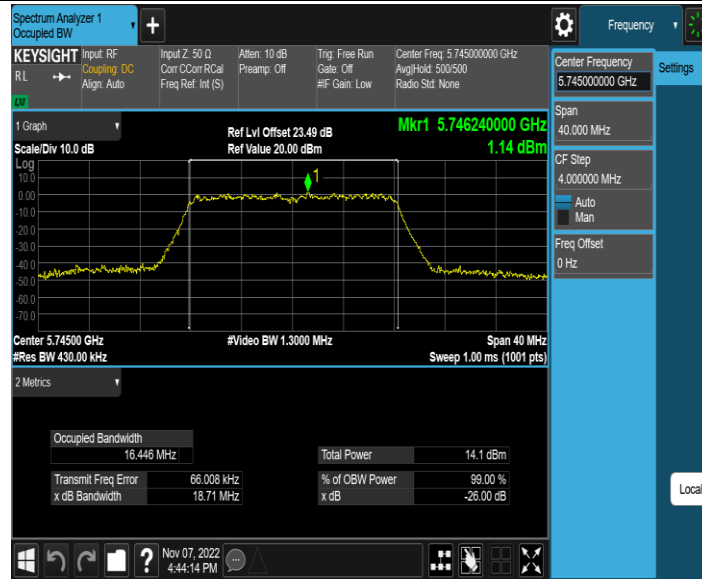 Spectrum Analyzer 1
Occupied BW
+
Frequency
KEYSIGHT
RL
LXI
Input: RF
Coupling: DC
Align: Auto
Input Z: 50 Ω
Corr CCorr RCal
Freq Ref: Int (S)
Atten: 10 dB
Preamp: Off
Trig: Free Run
Gate: Off
#IF Gain: Low
Center Freq: 5.745000000 GHz
Avg|Hold: 500/500
Radio Std: None
Center Frequency
5.745000000 GHz
Settings
Span
40.000 MHz
CF Step
4.000000 MHz
Auto
Man
Freq Offset
0 Hz
1 Graph
Scale/Div 10.0 dB
Ref Lvl Offset 23.49 dB
Ref Value 20.00 dBm
Mkr1 5.746240000 GHz
1.14 dBm
Log
10.0
0.00
-10.0
-20.0
-30.0
-40.0
-50.0
-60.0
-70.0
1
Center 5.74500 GHz
#Res BW 430.00 kHz
#Video BW 1.3000 MHz
Span 40 MHz
Sweep 1.00 ms (1001 pts)
2 Metrics
Occupied Bandwidth
16.446 MHz
Transmit Freq Error 66.008 kHz
x dB Bandwidth 18.71 MHz
Total Power 14.1 dBm
% of OBW Power 99.00 %
x dB -26.00 dB
Local
?
Nov 07, 2022
4:44:14 PM